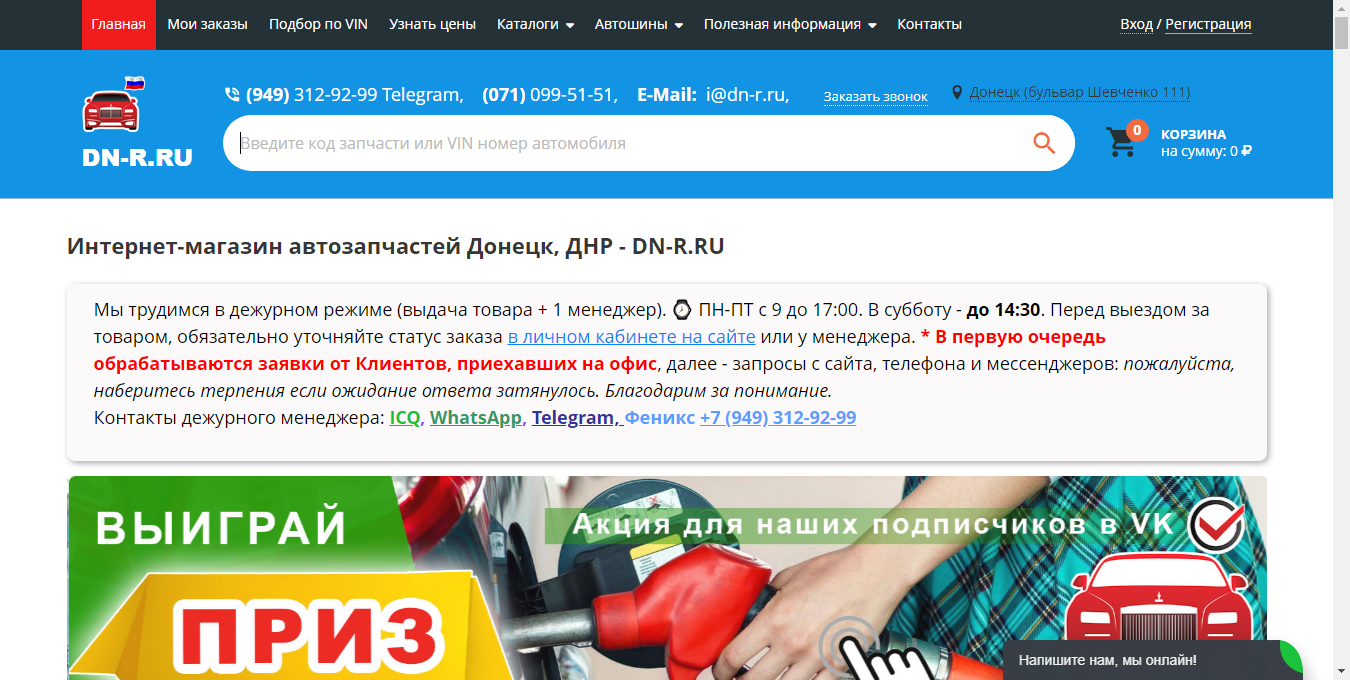 Главная Мои заказы Подбор по VIN Узнать цены Каталоги Автошины Полезная информация Контакты Вход / Регистрация
(949) 312-92-99 Telegram, (071) 099-51-51, E-Mail: i@dn-r.ru, Заказать звонок Донецк (бульвар Шевченко 111)
Введите код запчасти или VIN номер автомобиля
0
КОРЗИНА
на сумму: 0 ₽
DN-R.RU
Интернет-магазин автозапчастей Донецк, ДНР - DN-R.RU
Мы трудимся в дежурном режиме (выдача товара + 1 менеджер). ⌚ ПН-ПТ с 9 до 17:00. В субботу - до 14:30. Перед выездом за
товаром, обязательно уточняйте статус заказа в личном кабинете на сайте или у менеджера. * В первую очередь
обрабатываются заявки от Клиентов, приехавших на офис, далее - запросы с сайта, телефона и мессенджеров: пожалуйста,
наберитесь терпения если ожидание ответа затянулось. Благодарим за понимание.
Контакты дежурного менеджера: ICQ, WhatsApp, Telegram, Феникс +7 (949) 312-92-99
ВЫИГРАЙ
Акция для наших подписчиков в VK
ПРИЗ
Напишите нам, мы онлайн!